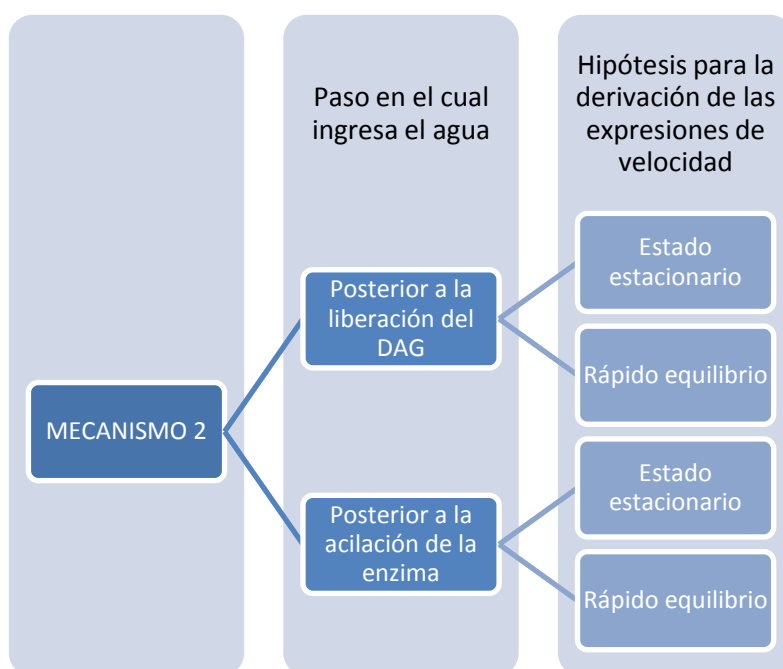 Paso en el cual
ingresa el agua
Hipótesis para la
derivación de las
expresiones de
velocidad
MECANISMO 2
Posterior a la
liberación del
DAG
Estado
estacionario
Rápido equilibrio
Posterior a la
acilación de la
enzima
Estado
estacionario
Rápido equilibrio